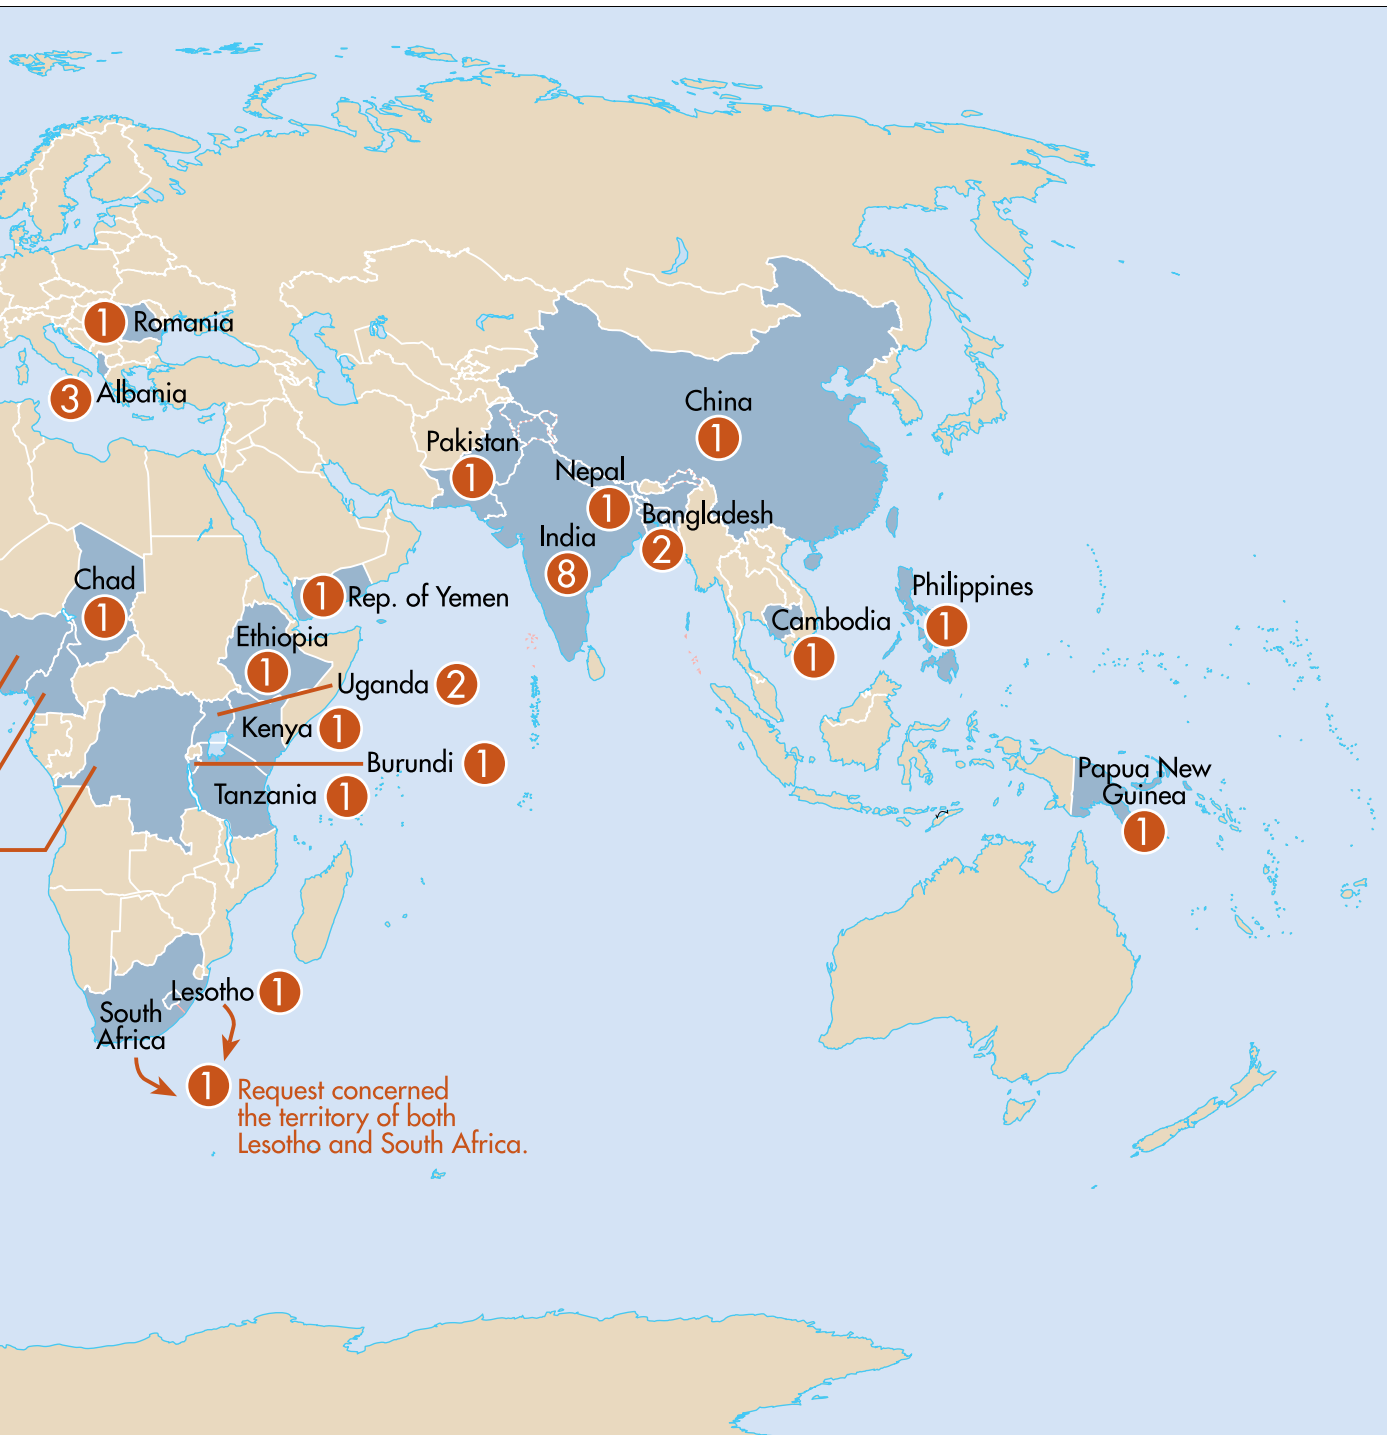 1 Romania
3 Albania
China
1
Pakistan
1
Nepal
1
Bangladesh
2
India
8
Chad
1
1 Rep. of Yemen
Philippines
1
Cambodia
1
Ethiopia
1
Uganda 2
Kenya 1
Burundi 1
Tanzania 1
Papua New
Guinea
1
Lesotho 1
South
Africa
1 Request concerned
the territory of both
Lesotho and South Africa.